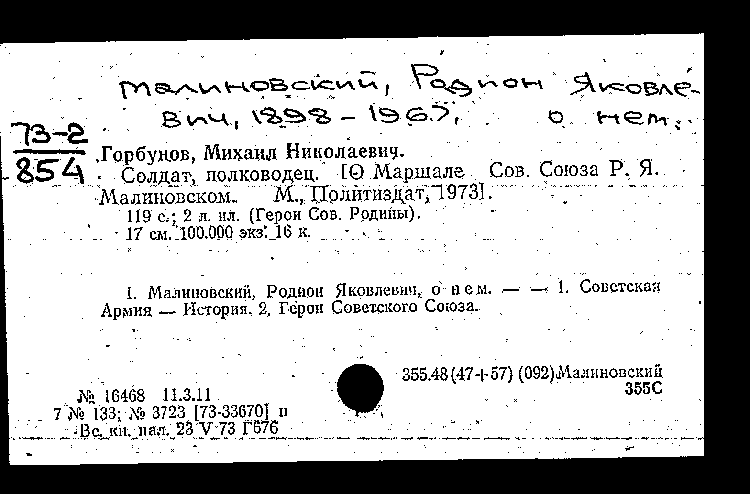 Малиновский, Родион Яковле-
вич, 1898 – 1967, о нем.
73-2
854
Горбунов, Михаил Николаевич.
Солдат, полководец. [О Маршале Сов. Союза Р. Я.
Малиновском. М., Политиздат, 1973].
119 с.; 2 л. ил. (Герои Сов. Родины).
17 см. 100.000 экз. 16 к.
1. Малиновский, Родион Яковлевич, о нем. — — 1. Советская
Армия — История. 2. Герои Советского Союза.
355.48(47+57) (092)Малиновский
355С
№ 16468 11.3.11
7 № 133; № 3723 [73-33670] п
Вс. кн. пал. 23 V 73 Г676